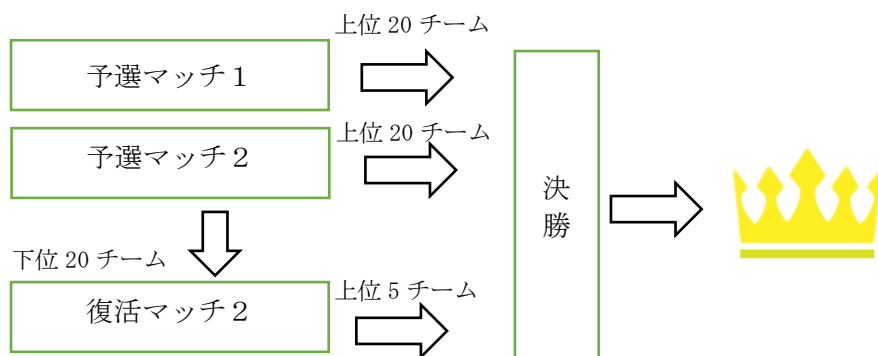 上位 20 チーム
予選マッチ１
上位 20 チーム
予選マッチ２
決勝
下位 20 チーム
上位 5 チーム
復活マッチ２